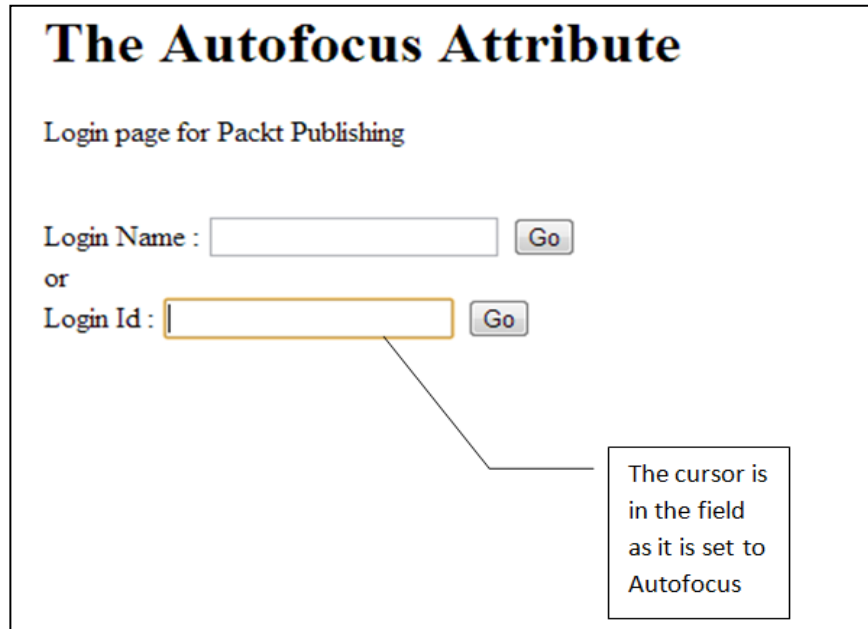 The Autofocus Attribute
Login page for Packt Publishing
Login Name : Go
or
Login Id : Go
The cursor is
in the field
as it is set to
Autofocus